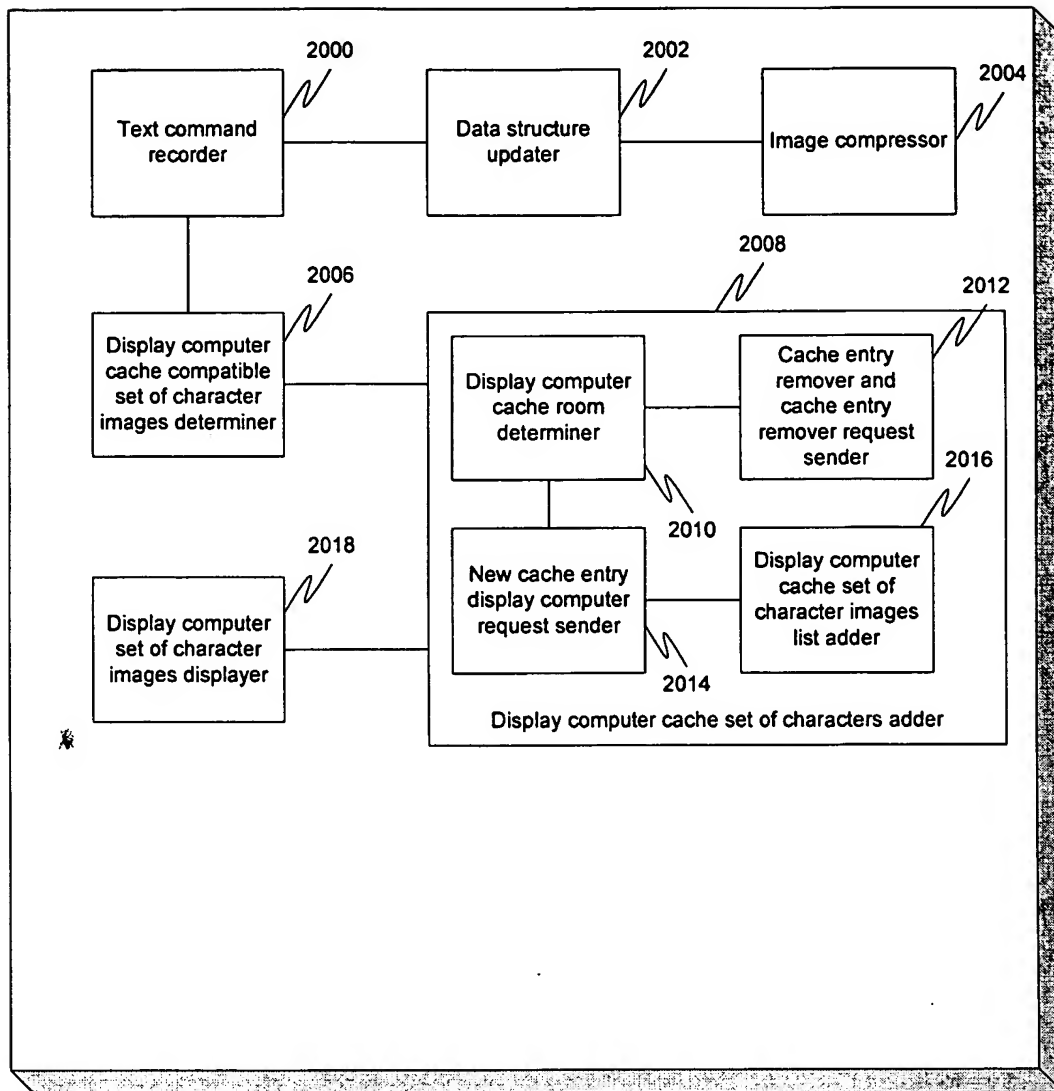 2000
2002
2004
Text command
recorder
Data structure
updater
Image compressor
2006
2008
2012
Display computer
cache compatible
set of character
images determiner
Display computer
cache room
determiner
Cache entry
remover and
cache entry
remover request
sender
2010
2016
2018
Display computer
set of character
images displayer
New cache entry
display computer
request sender
2014
Display computer
cache set of
character images
list adder
Display computer cache set of characters adder